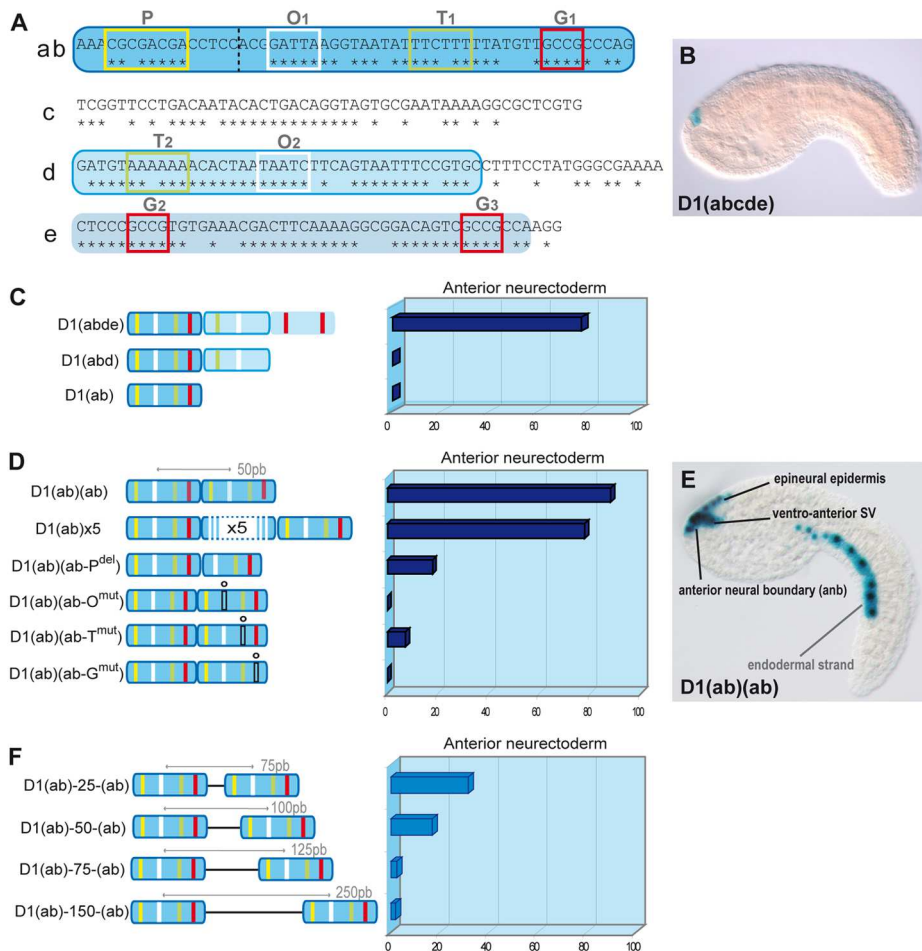 A
P O1 T1 G1
ab AAACGCGACGACCTCCACGGATTAAGGTAATATTTCTTTTTATGTTGCCGCCCAG
** ***** *** ***** ******* ***** **** ******* **
B
D1(abcde)
c TCGGTTCCTGACAATACACTGACAGGTAGTGCGAATAAAAGGCGCTCGTG
T2 O2
d GATGTAAAAAAACACTAATAATCTTCAGTAATTTCCGTGCCTTTCCTATGGGCGAAAA
G2 G3
e CTCCCGCCGTGTGAAACGACTTCAAAAGGCGGACAGTCGCCGCCAAGG
C
Anterior neurectoderm
D1(abde)
D1(abd)
D1(ab)
0 20 40 60 80 100
D
Anterior neurectoderm
50pb
D1(ab)(ab)
D1(ab)x5 x5
D1(ab)(ab-Pdel)
D1(ab)(ab-Omut)
D1(ab)(ab-Tmut)
D1(ab)(ab-Gmut)
0 20 40 60 80 100
E
epineural epidermis
ventro-anterior SV
anterior neural boundary (anb)
endodermal strand
D1(ab)(ab)
F
Anterior neurectoderm
75pb
D1(ab)-25-(ab)
100pb
D1(ab)-50-(ab)
125pb
D1(ab)-75-(ab)
250pb
D1(ab)-150-(ab)
0 20 40 60 80 100